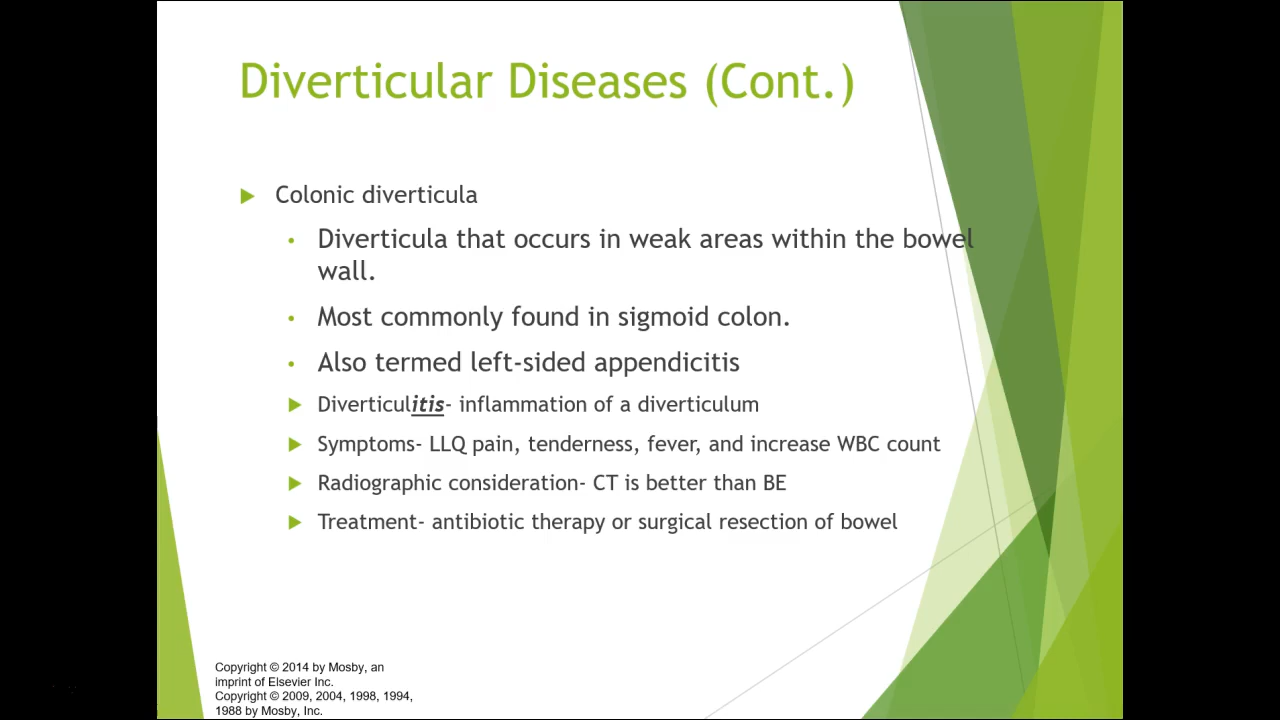 Diverticular Diseases (Cont.)
Colonic diverticula
Diverticula that occurs in weak areas within the bowel
wall.
Most commonly found in sigmoid colon.
Also termed left-sided appendicitis
Diverticulitis- inflammation of a diverticulum
Symptoms- LLQ pain, tenderness, fever, and increase WBC count
Radiographic consideration- CT is better than BE
Treatment- antibiotic therapy or surgical resection of bowel
Copyright © 2014 by Mosby, an
imprint of Elsevier Inc.
Copyright © 2009, 2004, 1998, 1994,
1988 by Mosby, Inc.